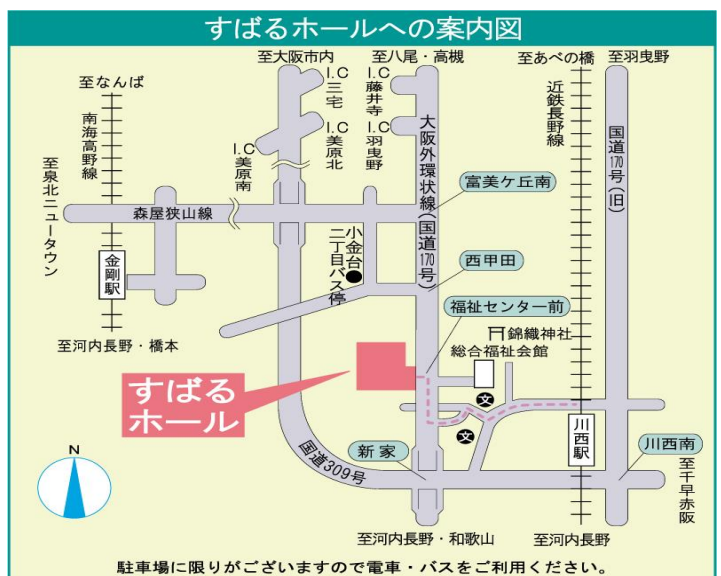 すばるホールへの案内図
至大阪市内
至八尾・高槻
至あべの橋
至羽曳野
至なんば
南海高野線
至泉北ニュータウン
I.C三宅
I.C美原北
I.C美原南
I.C藤井寺
I.C羽曳野
大阪外環状線(国道170号)
近鉄長野線
国道170号(旧)
富美ケ丘南
森屋狭山線
小金台二丁目バス停
西甲田
金剛駅
福祉センター前
錦織神社
総合福祉会館
至河内長野・橋本
すばる
ホール
文
文
川西駅
新家
川西南
国道309号
N
至千早赤阪
至河内長野・和歌山
至河内長野
駐車場に限りがございますので電車・バスをご利用ください。